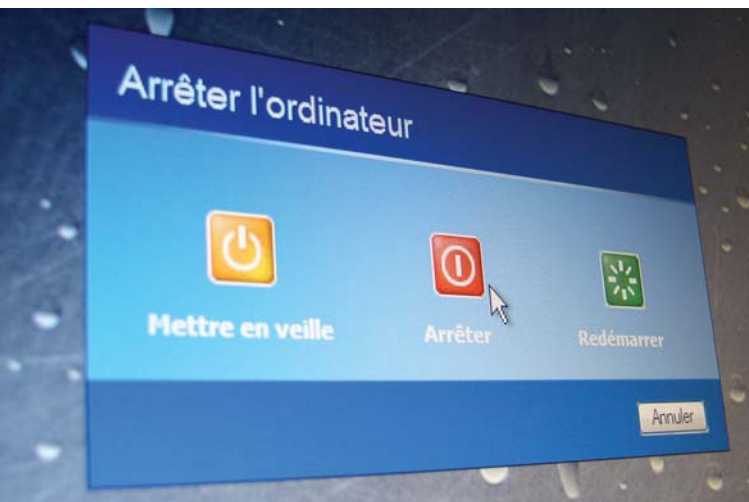 Arrêter l'ordinateur
Mettre en veille
Arrêter
Redémarrer
Annuler